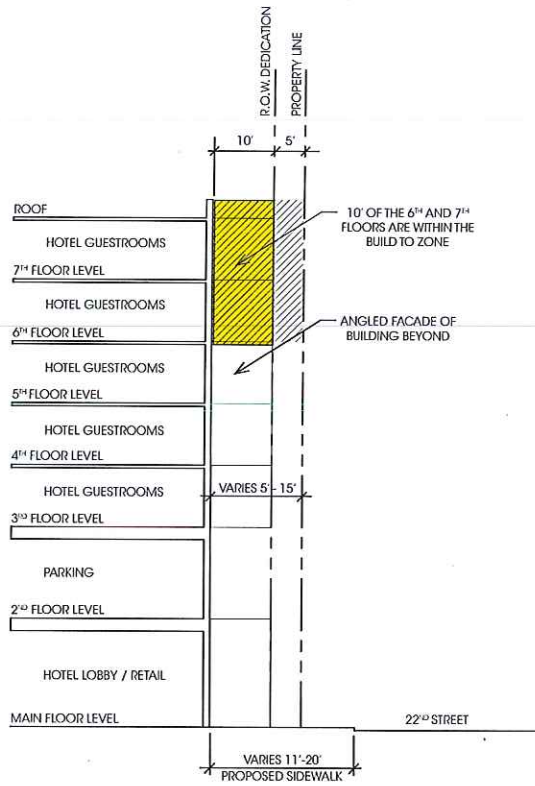 R.O.W. DEDICATION
PROPERTY LINE
10'
5'
ROOF
10' OF THE 6TH AND 7TH
FLOORS ARE WITHIN THE
BUILD TO ZONE
HOTEL GUESTROOMS
7TH FLOOR LEVEL
HOTEL GUESTROOMS
ANGLED FACADE OF
BUILDING BEYOND
6TH FLOOR LEVEL
HOTEL GUESTROOMS
5TH FLOOR LEVEL
HOTEL GUESTROOMS
4TH FLOOR LEVEL
HOTEL GUESTROOMS
VARIES 5' - 15'
3RD FLOOR LEVEL
PARKING
2ND FLOOR LEVEL
HOTEL LOBBY / RETAIL
MAIN FLOOR LEVEL
22ND STREET
VARIES 11'-20'
PROPOSED SIDEWALK